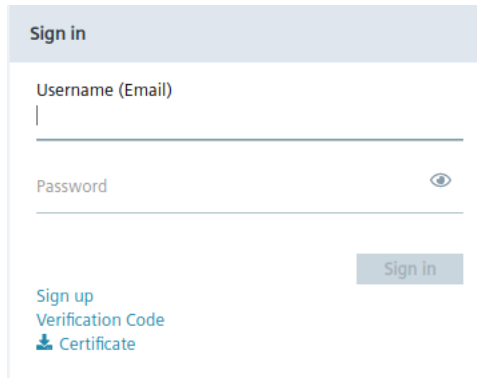 Sign in
Username (Email)
Password
Sign in
Sign up
Verification Code
Certificate